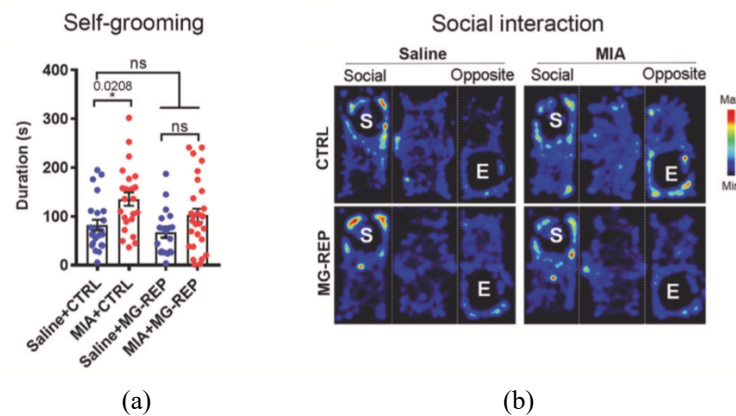 Self-grooming
ns
0.0208
*
ns
Duration (s)
400
300
200
100
0
Saline+CTRL
MIA+CTRL
Saline+MG-REP
MIA+MG-REP
(a)
Social interaction
Saline
MIA
Social
Opposite
Social
Opposite
CTRL
S
E
S
E
MG-REP
S
E
S
E
(b)